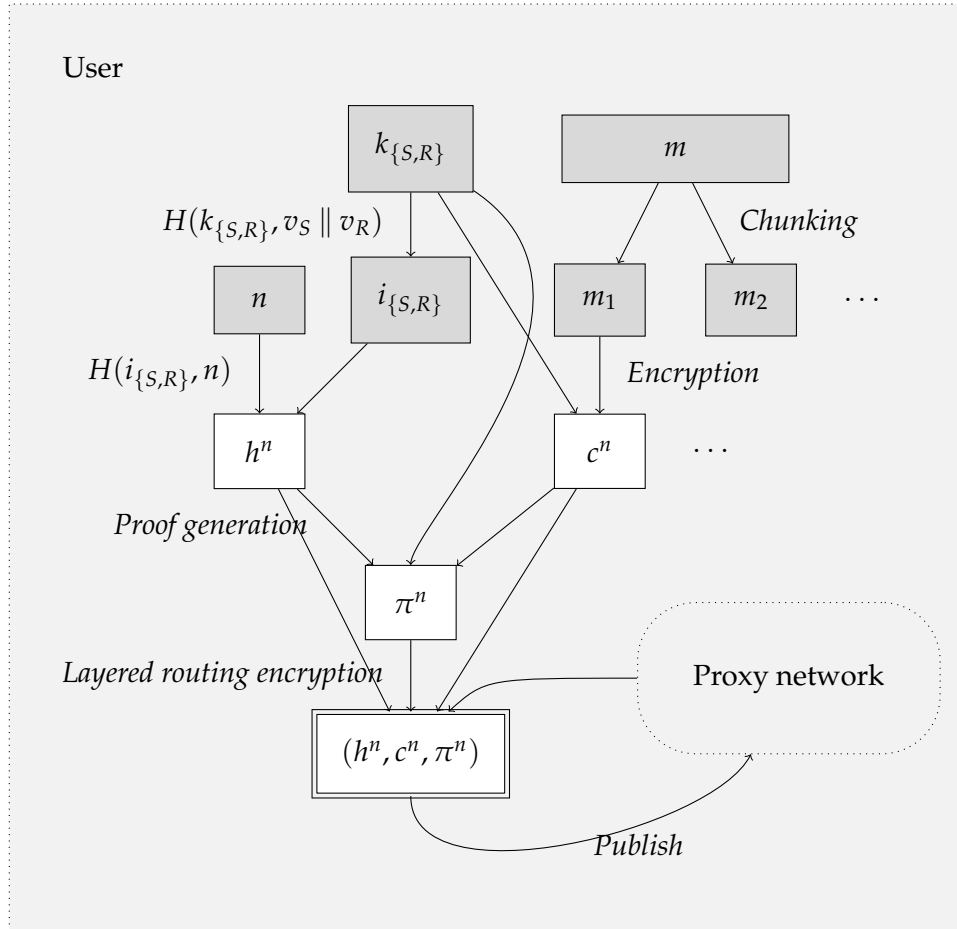 User
k_{S,R}
m
H(k_{S,R}, v_S ∥ v_R)
Chunking
n
i_{S,R}
m_1
m_2
...
H(i_{S,R}, n)
Encryption
h^n
c^n
...
Proof generation
π^n
Layered routing encryption
Proxy network
(h^n, c^n, π^n)
Publish